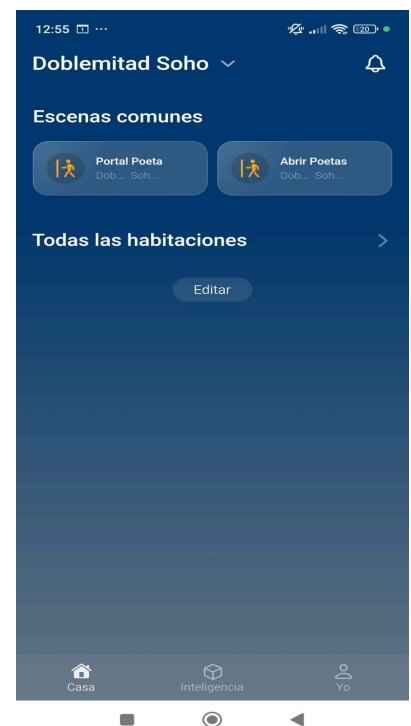 12:55
20
Doblemitad Soho
Escenas comunes
Portal Poeta
Dob... Soh...
Abrir Poetas
Dob... Soh...
Todas las habitaciones
Editar
Casa
Inteligencia
Yo